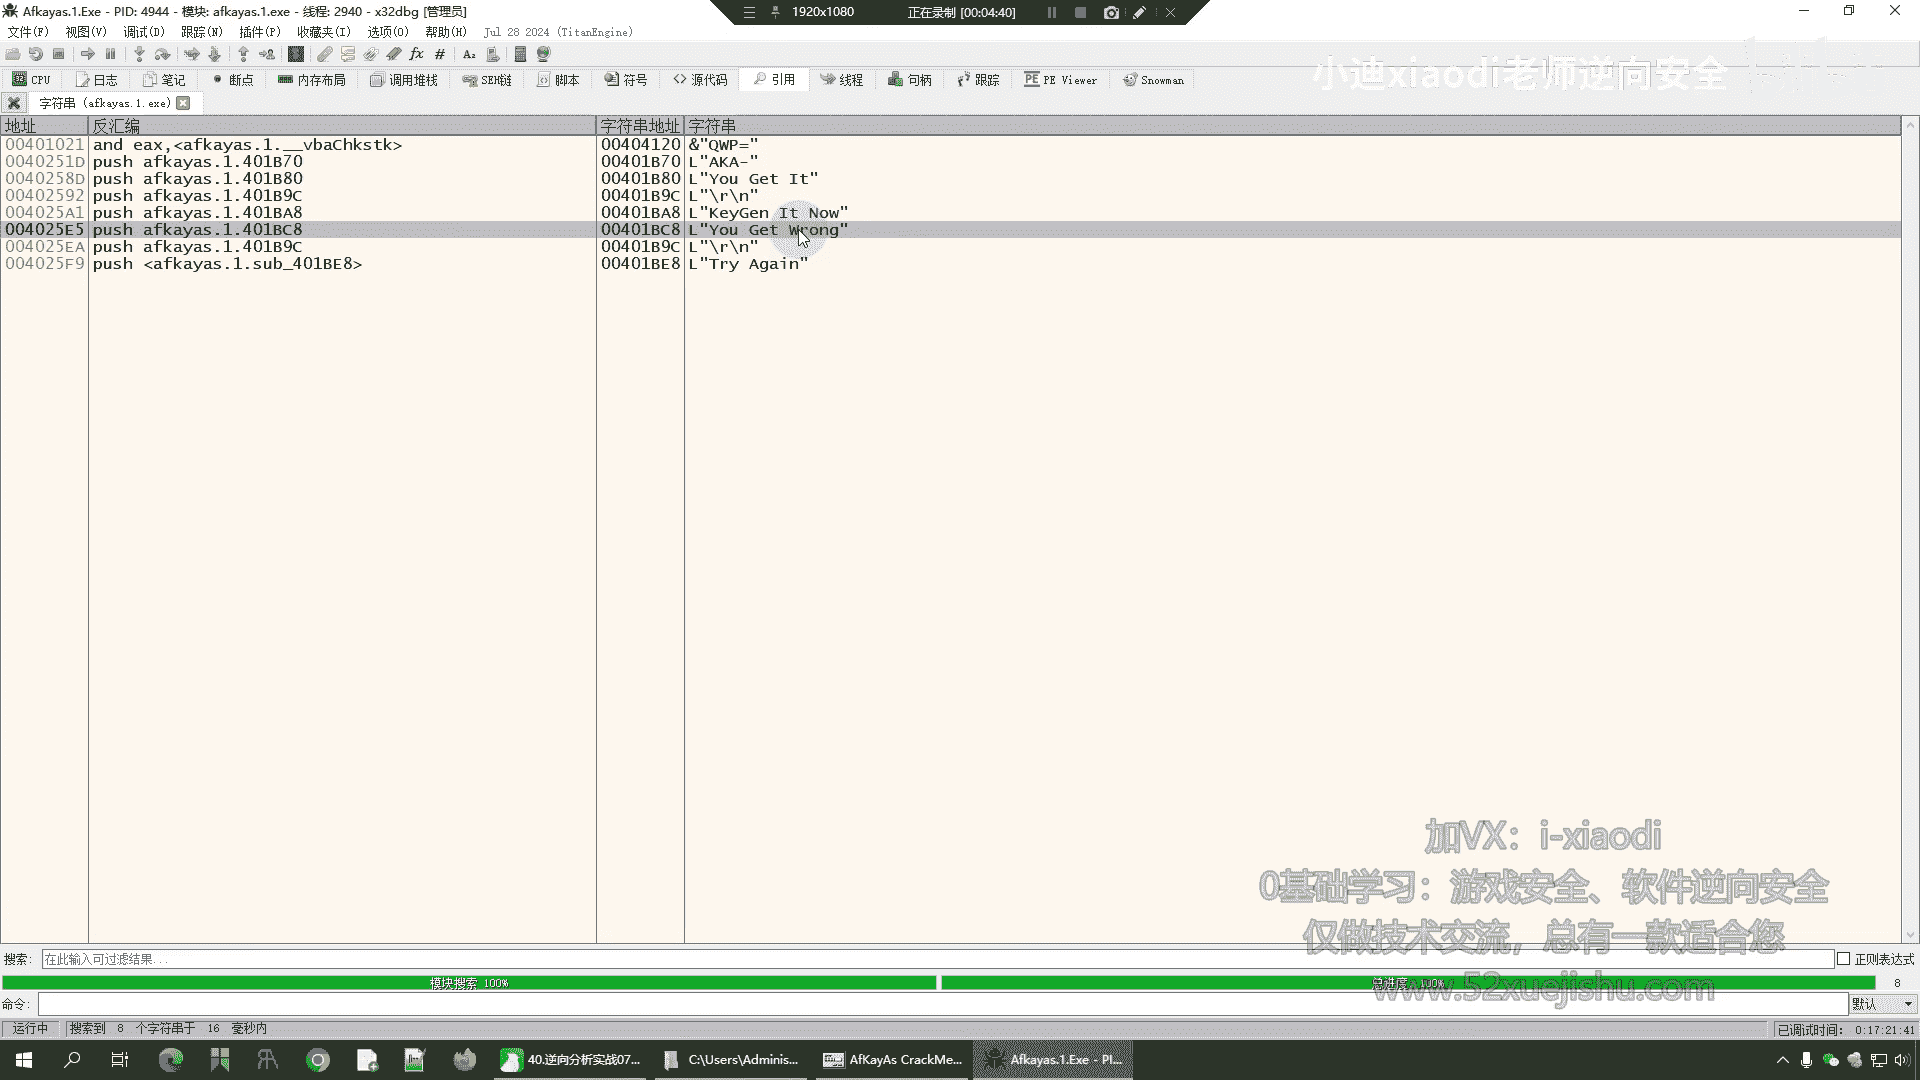 Afkayas.1.Exe - PID: 4944 - 模块: afkayas.1.exe - 线程: 2940 - x32dbg [管理员]
1920x1080 正在录制 [00:04:40]
文件(F) 视图(V) 调试(D) 跟踪(N) 插件(P) 收藏夹(I) 选项(O) 帮助(H) Jul 28 2024 (TitanEngine)
CPU 日志 笔记 断点 内存布局 调用堆栈 SEH链 脚本 符号 源代码 引用 线程 句柄 跟踪 PE Viewer Snowman
小迪xiaodi老师逆向安全
字符串 (afkayas.1.exe)
地址 反汇编 字符串地址 字符串
00401021 and eax,<afkayas.1.__vbaChkstk> 00404120 &"QWP="
0040251D push afkayas.1.401B70 00401B70 L"AKA-"
0040258D push afkayas.1.401B80 00401B80 L"You Get It"
00402592 push afkayas.1.401B9C 00401B9C L"\r\n"
004025A1 push afkayas.1.401BA8 00401BA8 L"KeyGen It Now"
004025E5 push afkayas.1.401BC8 00401BC8 L"You Get Wrong"
004025EA push afkayas.1.401B9C 00401B9C L"\r\n"
004025F9 push <afkayas.1.sub_401BE8> 00401BE8 L"Try Again"
加VX：i-xiaodi
0基础学习：游戏安全、软件逆向安全
仅做技术交流，总有一款适合您
www.52xuejishu.com
搜索: 在此输入可过滤结果... 正则表达式
模块搜索 100% 总进度 100% 8
命令: 默认
运行中 搜索到 8 个字符串于 16 毫秒内 已调试时间: 0:17:21:41
40.逆向分析实战07... C:\Users\Adminis... AfKayAs CrackMe... Afkayas.1.Exe - PI...